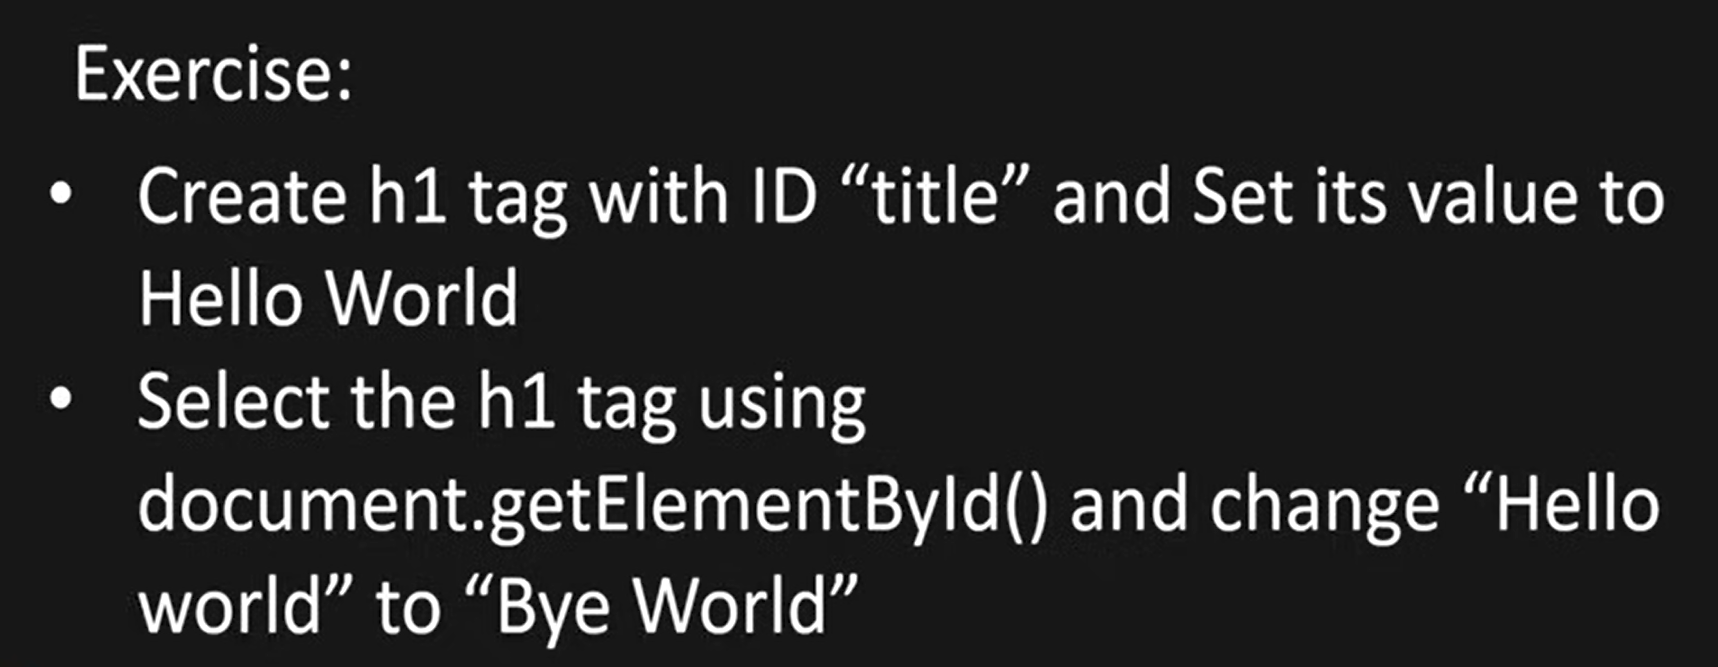 Exercise:
• Create h1 tag with ID “title” and Set its value to
Hello World
• Select the h1 tag using
document.getElementById() and change “Hello
world” to “Bye World”